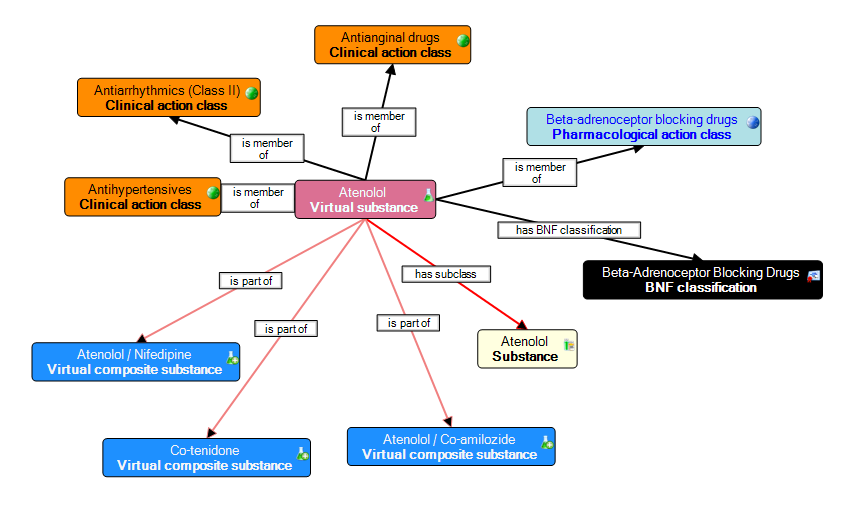 Antianginal drugs
Clinical action class
Antiarrhythmics (Class II)
Clinical action class
is member
of
Beta-adrenoceptor blocking drugs
Pharmacological action class
is member
of
is member
of
Antihypertensives
Clinical action class
is member
of
Atenolol
Virtual substance
has BNF classification
Beta-Adrenoceptor Blocking Drugs
BNF classification
is part of
has subclass
is part of
is part of
Atenolol
Substance
Atenolol / Nifedipine
Virtual composite substance
Co-tenidone
Virtual composite substance
Atenolol / Co-amilozide
Virtual composite substance